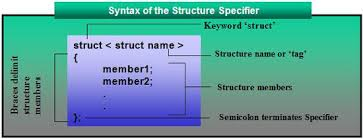 Syntax of the Structure Specifier
Keyword 'struct'
struct < struct name >
Structure name or 'tag'
{
member1;
member2;
Structure members
.
.
};
Semicolon terminates Specifier
Braces delimit
structure
members